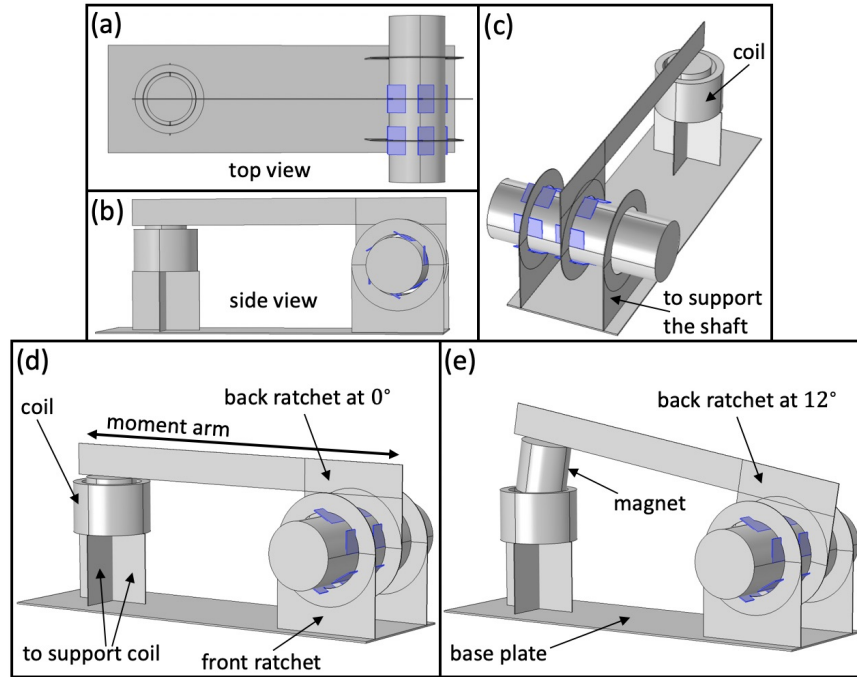 (a)
top view
(b)
side view
(c)
coil
to support
the shaft
(d)
coil
moment arm
back ratchet at 0°
to support coil
front ratchet
(e)
back ratchet at 12°
magnet
base plate